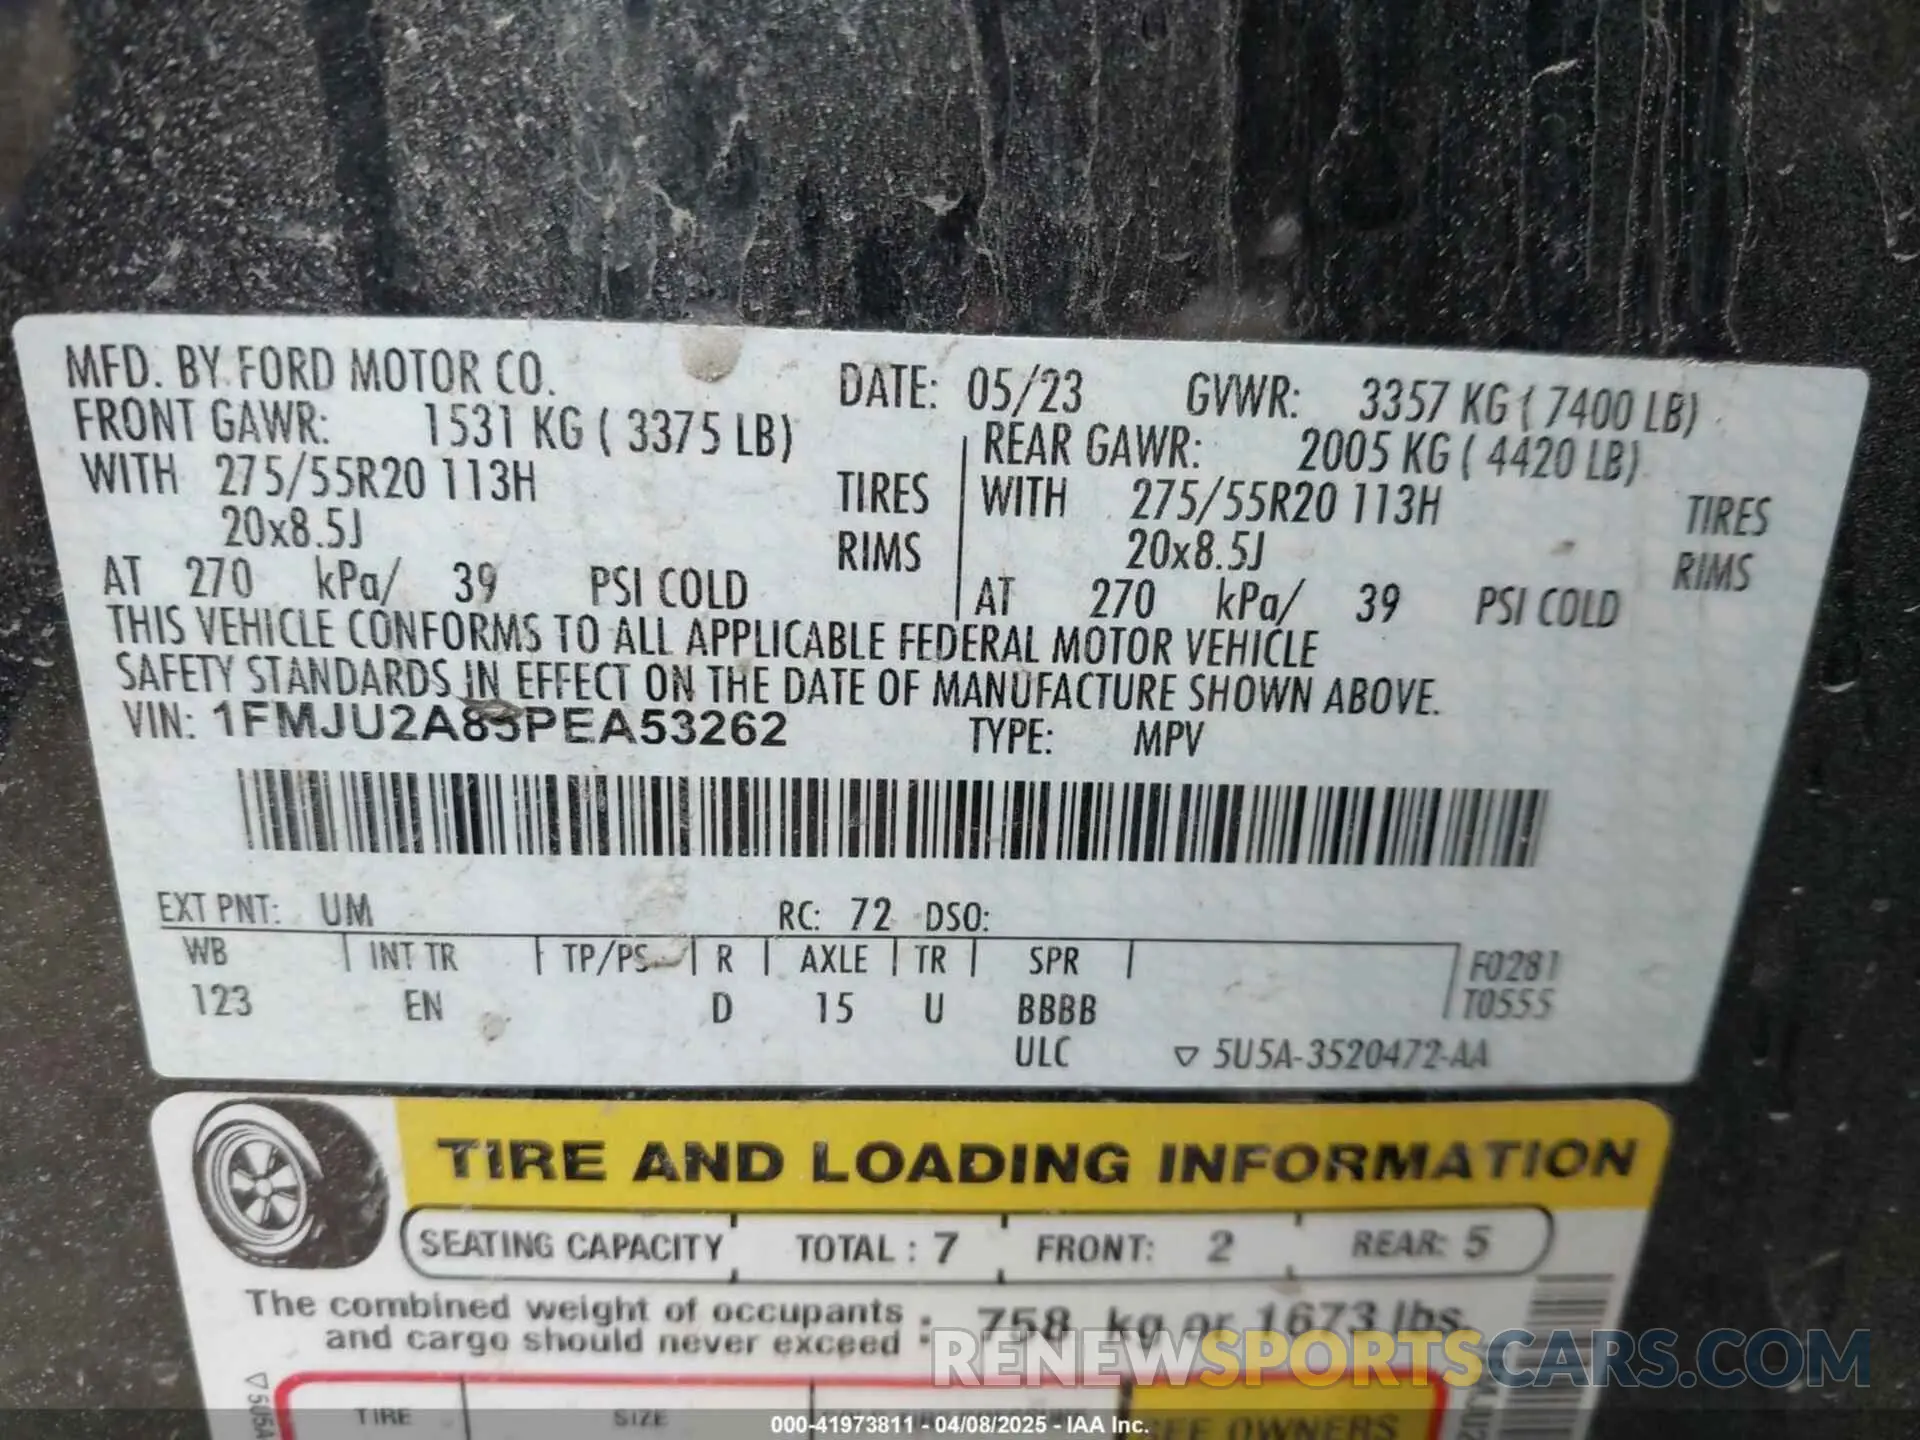 MFD. BY FORD MOTOR CO. DATE: 05/23 GVWR: 3357 KG ( 7400 LB)
FRONT GAWR: 1531 KG ( 3375 LB) REAR GAWR: 2005 KG ( 4420 LB)
WITH 275/55R20 113H TIRES WITH 275/55R20 113H TIRES
20x8.5J RIMS 20x8.5J RIMS
AT 270 kPa/ 39 PSI COLD AT 270 kPa/ 39 PSI COLD
THIS VEHICLE CONFORMS TO ALL APPLICABLE FEDERAL MOTOR VEHICLE
SAFETY STANDARDS IN EFFECT ON THE DATE OF MANUFACTURE SHOWN ABOVE.
VIN: 1FMJU2A83PEA53262 TYPE: MPV
EXT PNT: UM RC: 72 DSO:
WB INT TR TP/PS R AXLE TR SPR F0281
123 EN D 15 U BBBB T0555
ULC ▽ 5U5A-3520472-AA
TIRE AND LOADING INFORMATION
SEATING CAPACITY TOTAL : 7 FRONT: 2 REAR: 5
The combined weight of occupants
and cargo should never exceed : 758 kg or 1673 lbs.
RENEWSPORTSCARS.COM
TIRE SIZE OWNERS
000-41973811 - 04/08/2025 - IAA Inc.